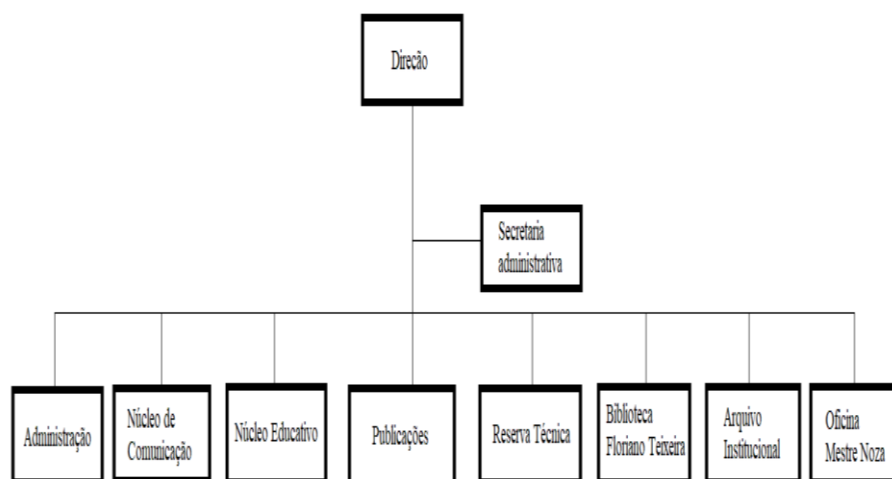 Direcão
Secretaria
administrativa
Administração
Núcleo de
Comunicação
Núcleo Educativo
Publicações
Reserva Técnica
Biblioteca
Floriano Teixeira
Arquivo
Institucional
Oficina
Mestre Noza